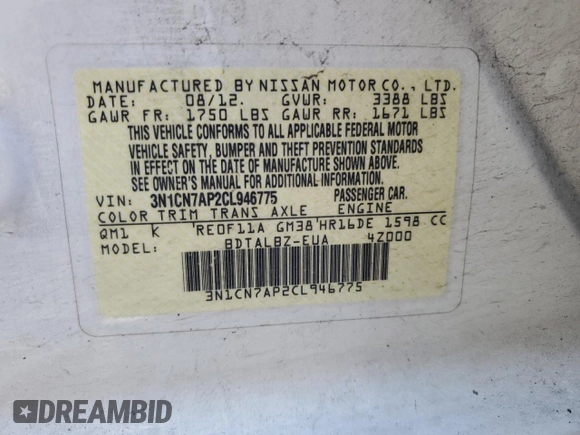 MANUFACTURED BY NISSAN MOTOR CO., LTD.
DATE: 08/12. GVWR: 3388 LBS
GAWR FR: 1750 LBS GAWR RR: 1671 LBS
THIS VEHICLE CONFORMS TO ALL APPLICABLE FEDERAL MOTOR
VEHICLE SAFETY, BUMPER AND THEFT PREVENTION STANDARDS
IN EFFECT ON THE DATE OF MANUFACTURE SHOWN ABOVE.
SEE OWNER'S MANUAL FOR ADDITIONAL INFORMATION.
VIN: 3N1CN7AP2CL946775 PASSENGER CAR.
COLOR TRIM TRANS AXLE ENGINE
QM1 K 'RE0F11A GM38'HR16DE 1598 CC
MODEL: BDTALBZ-EUA 4Z000
3N1CN7AP2CL946775
DREAMBID